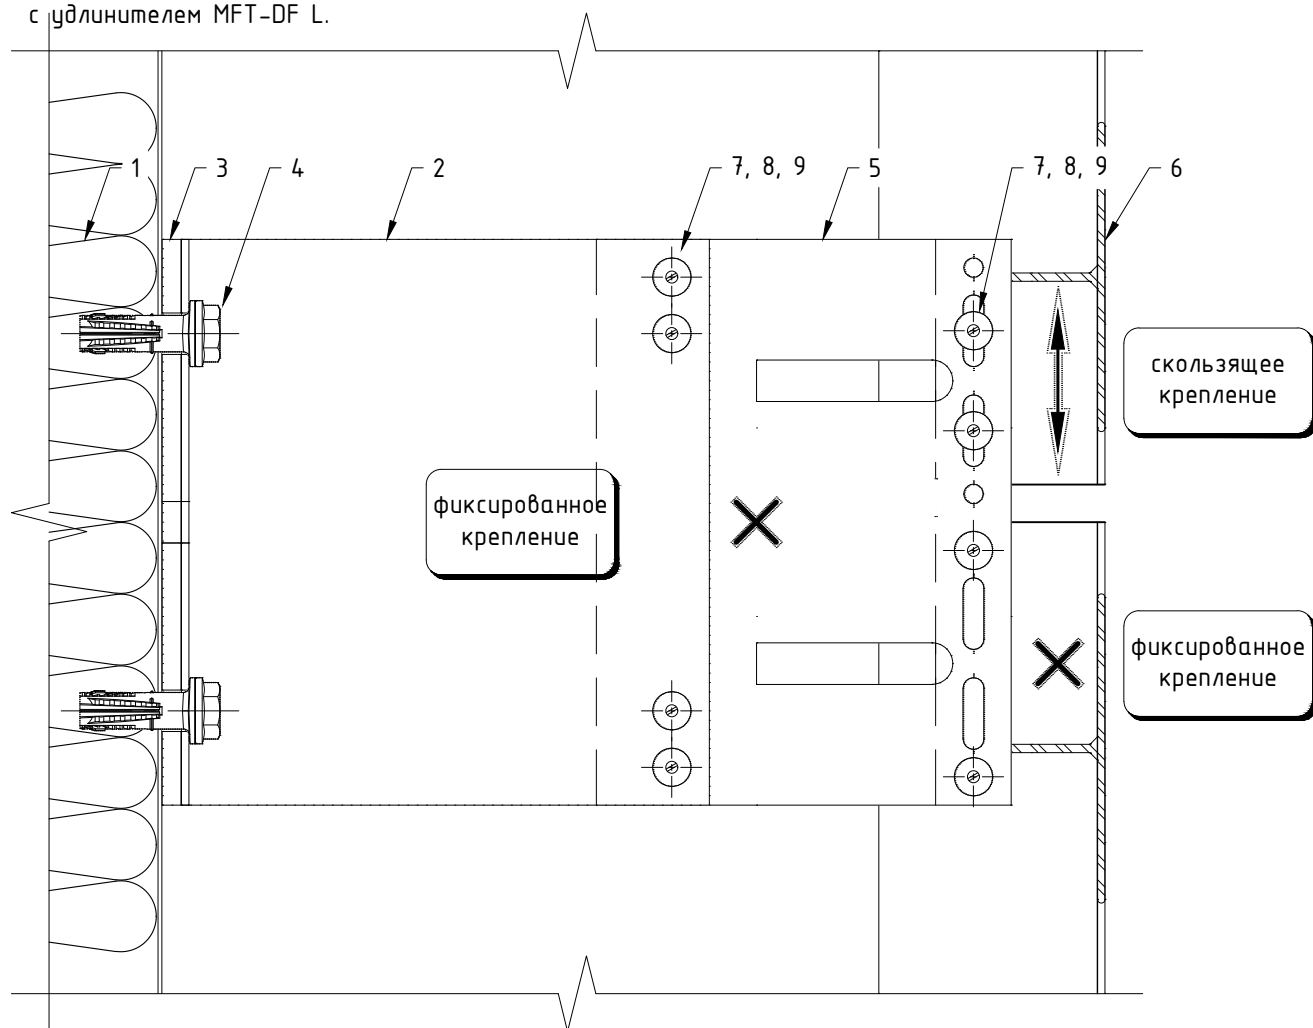 с удлинителем MFT-DF L.
1
3
4
2
7, 8, 9
5
7, 8, 9
6
скользящее
крепление
фиксированное
крепление
фиксированное
крепление